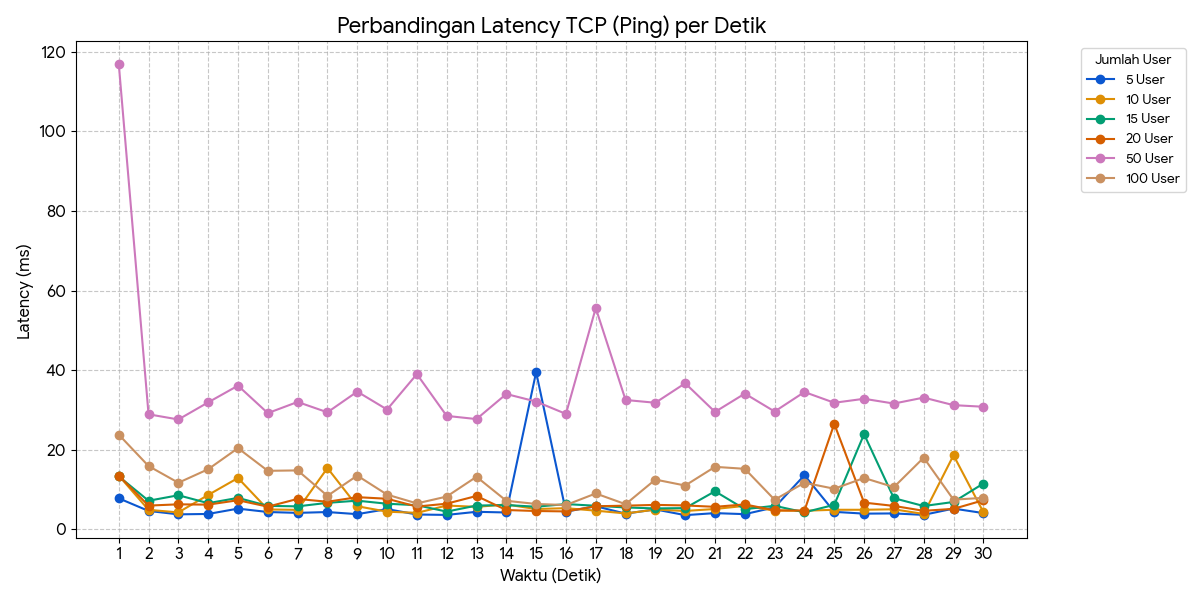 Perbandingan Latency TCP (Ping) per Detik
Latency (ms)
120
100
80
60
40
20
0
1 2 3 4 5 6 7 8 9 10 11 12 13 14 15 16 17 18 19 20 21 22 23 24 25 26 27 28 29 30
Waktu (Detik)
Jumlah User
5 User
10 User
15 User
20 User
50 User
100 User